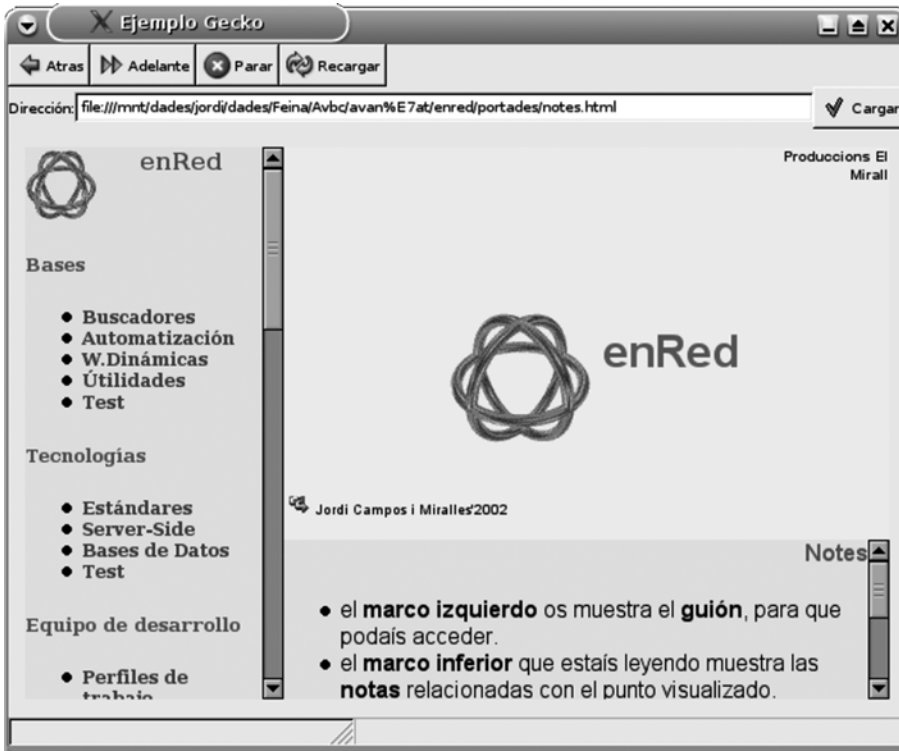 Ejemplo Gecko
Atras Adelante Parar Recargar
Dirección: file:///mnt/dades/jordi/dades/Feina/Avbc/avan%E7at/enred/portades/notes.html Cargar
enRed
Bases
Buscadores
Automatización
W.Dinámicas
Útilidades
Test
Tecnologías
Estándares
Server-Side
Bases de Datos
Test
Equipo de desarrollo
Perfiles de
trabajo
Produccions El
Mirall
enRed
Jordi Campos i Miralles'2002
Notes
el marco izquierdo os muestra el guión, para que
podaís acceder.
el marco inferior que estaís leyendo muestra las
notas relacionadas con el punto visualizado.